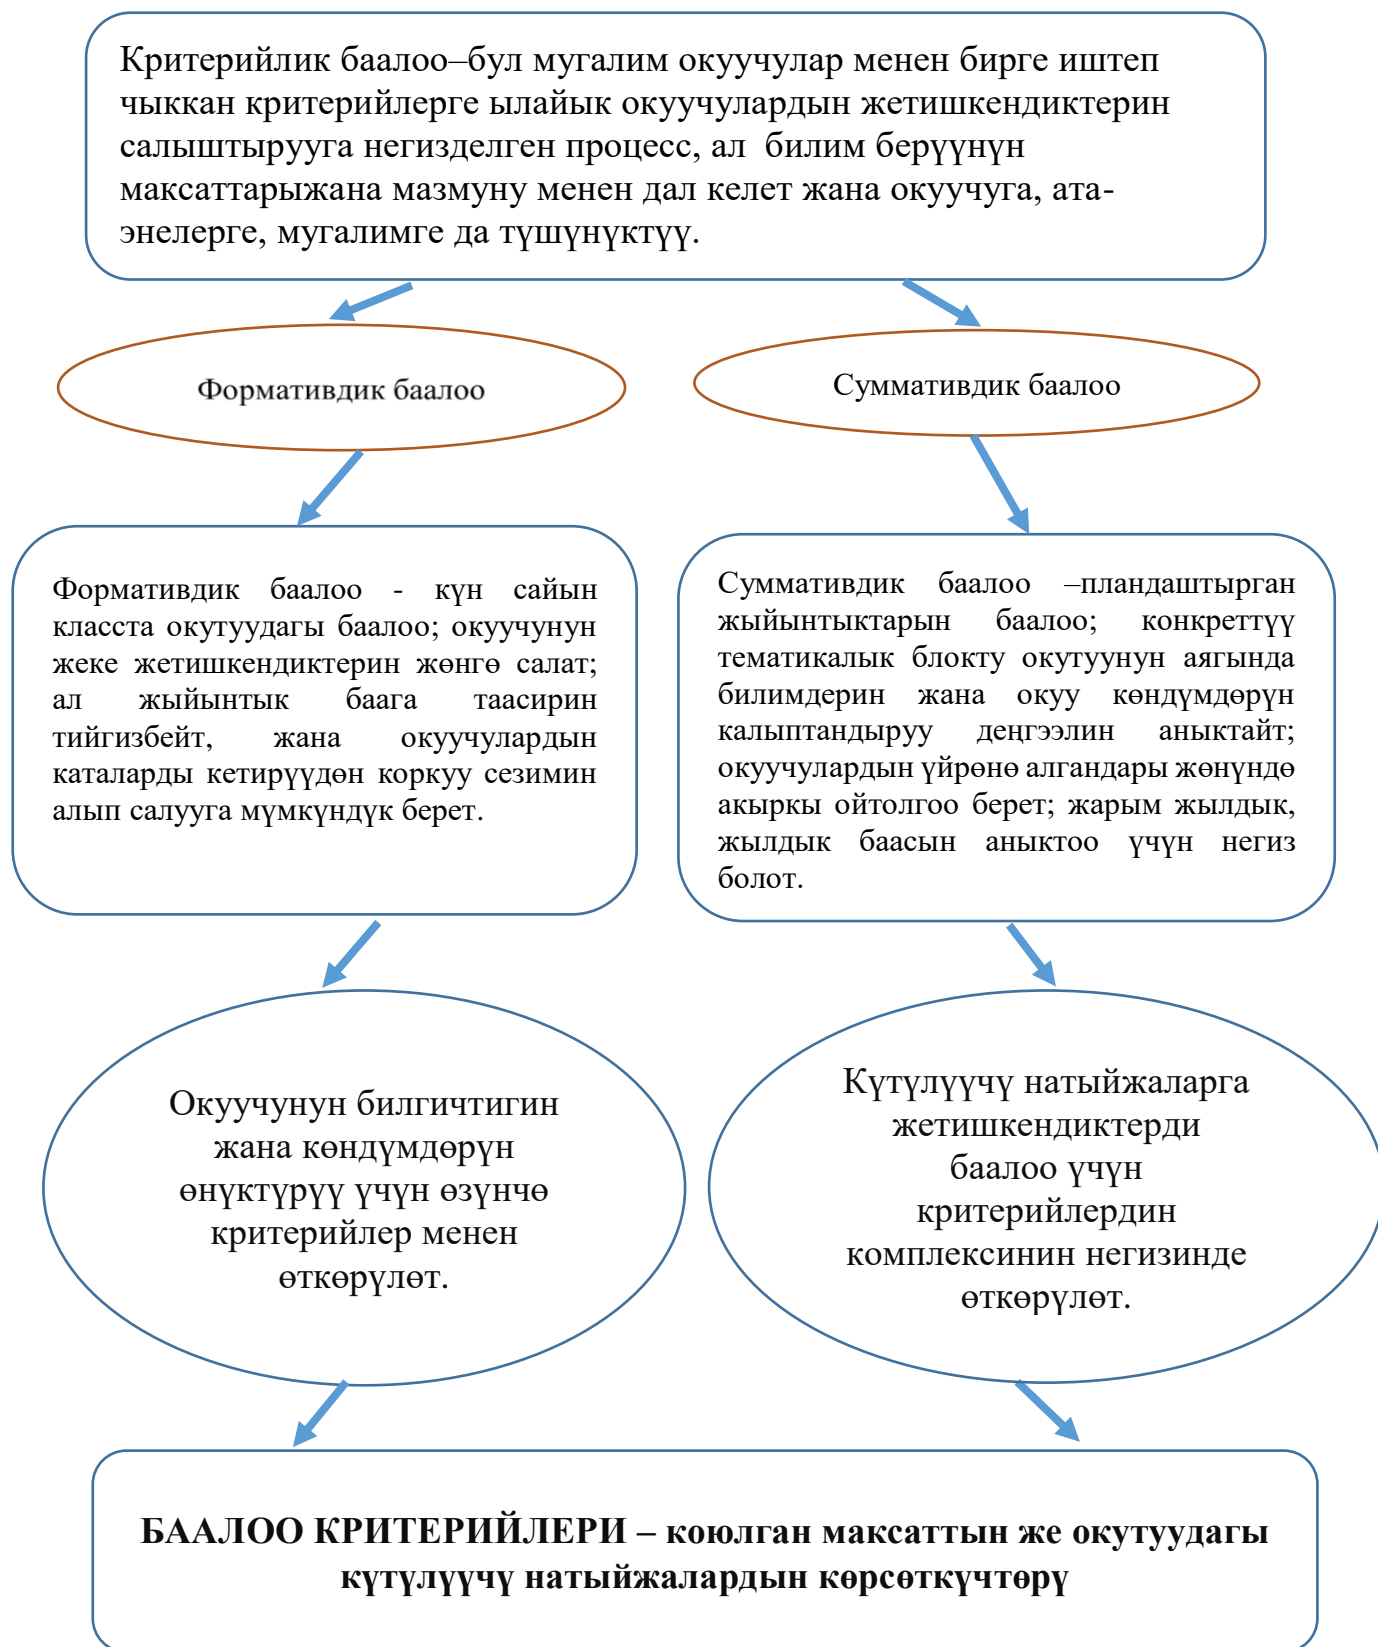 Критерийлик баалоо–бул мугалим окуучулар менен бирге иштеп
чыккан критерийлерге ылайык окуучулардын жетишкендиктерин
салыштырууга негизделген процесс, ал билим берүүнүн
максаттарыжана мазмуну менен дал келет жана окуучуга, ата-
энелерге, мугалимге да түшүнүктүү.
Формативдик баалоо
Суммативдик баалоо
Формативдик баалоо - күн сайын
класста окутуудагы баалоо; окуучунун
жеке жетишкендиктерин жөнгө салат;
ал жыйынтык баага таасирин
тийгизбейт, жана окуучулардын
каталарды кетирүүдөн коркуу сезимин
алып салууга мүмкүндүк берет.
Суммативдик баалоо –пландаштырган
жыйынтыктарын баалоо; конкреттүү
тематикалык блокту окутуунун аягында
билимдерин жана окуу көндүмдөрүн
калыптандыруу деңгээлин аныктайт;
окуучулардын үйрөнө алгандары жөнүндө
акыркы ойтолгоо берет; жарым жылдык,
жылдык баасын аныктоо үчүн негиз
болот.
Окуучунун билгичтигин
жана көндүмдөрүн
өнүктүрүү үчүн өзүнчө
критерийлер менен
өткөрүлөт.
Күтүлүүчү натыйжаларга
жетишкендиктерди
баалоо үчүн
критерийлердин
комплексинин негизинде
өткөрүлөт.
БААЛОО КРИТЕРИЙЛЕРИ – коюлган максаттын же окутуудагы
күтүлүүчү натыйжалардын көрсөткүчтөрү